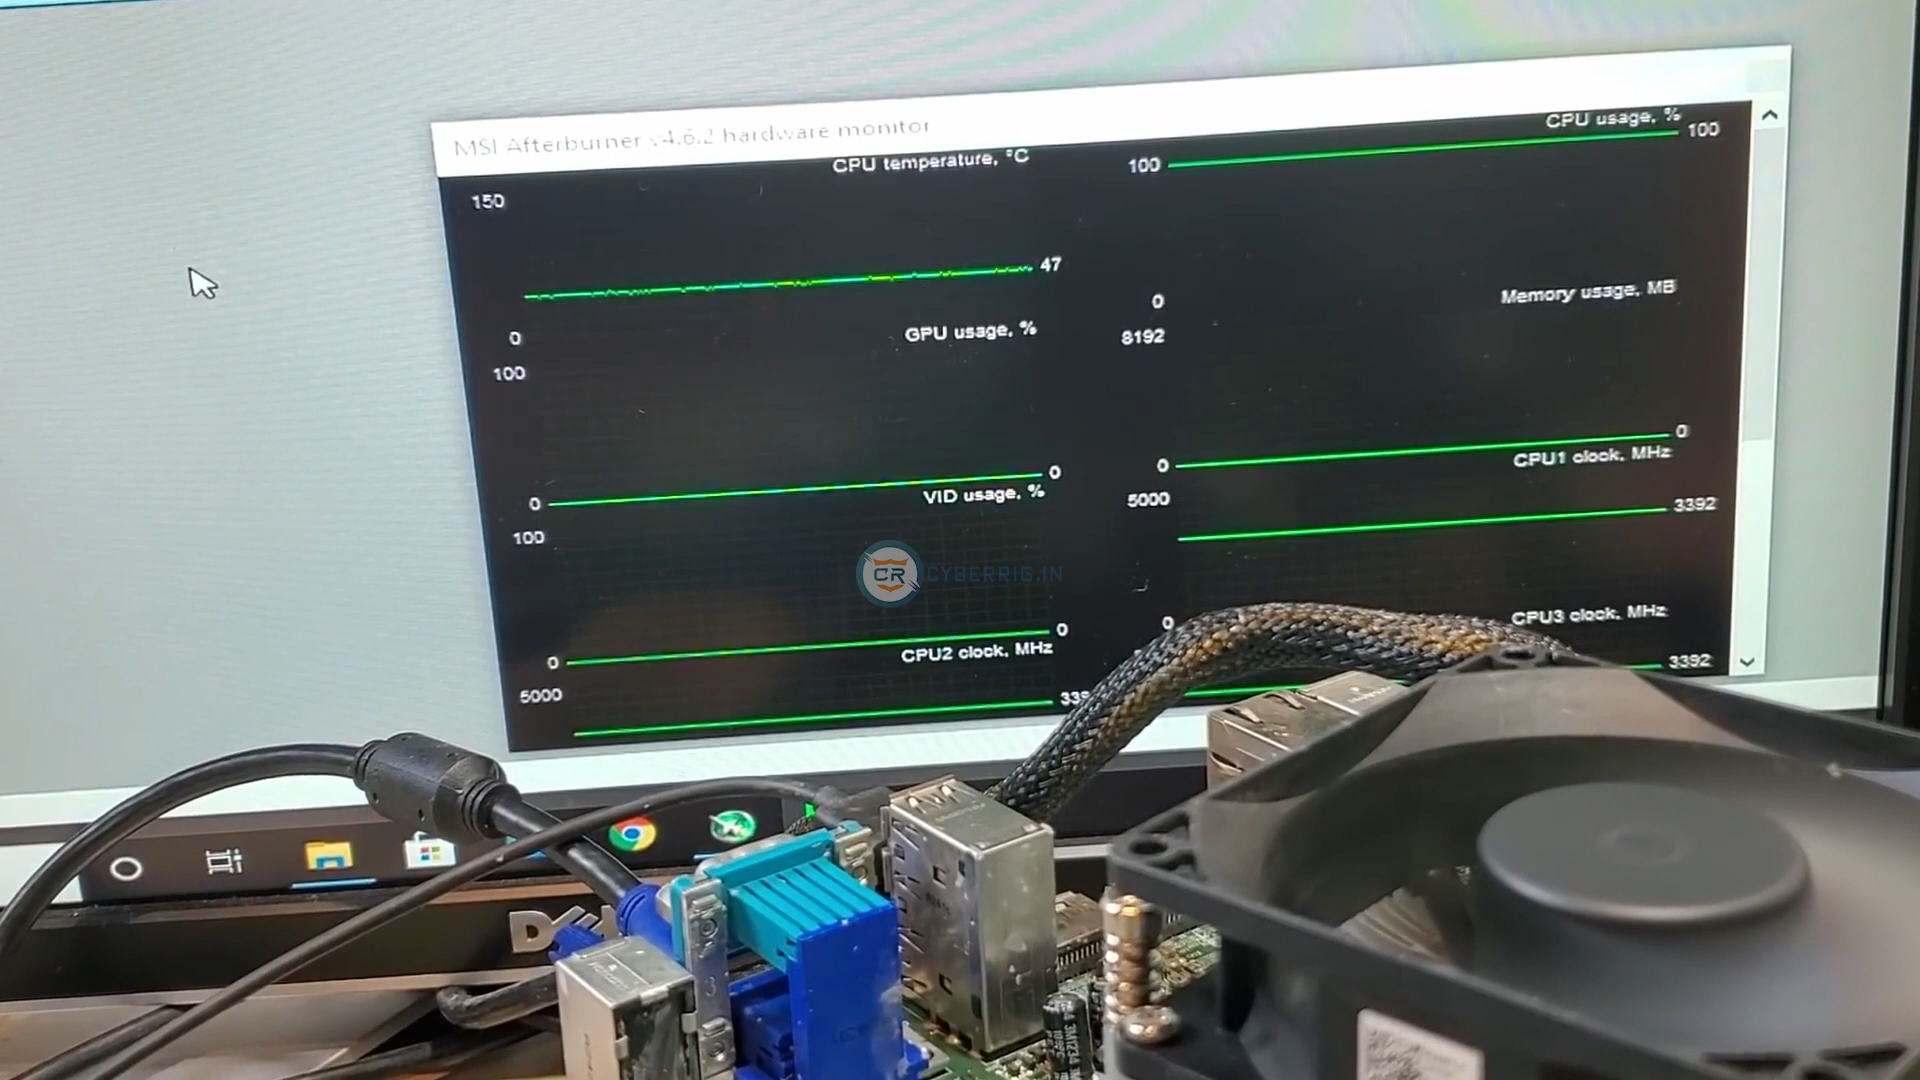 MSI Afterburner v4.6.2 hardware monitor
CPU temperature, °C
150
47
0
CPU usage, %
100
100
0
GPU usage, %
100
0
0
Memory usage, MB
8192
0
0
VID usage, %
100
0
0
CPU1 clock, MHz
5000
3392
0
CPU2 clock, MHz
5000
CPU3 clock, MHz
3392
CR CYBERRIG.IN